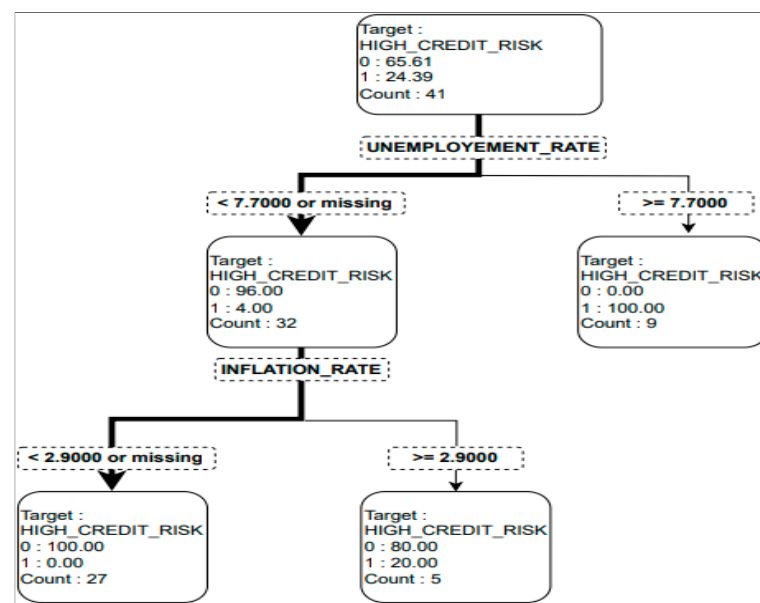 Target :
HIGH_CREDIT_RISK
0 : 65.61
1 : 24.39
Count : 41
UNEMPLOYEMENT_RATE
< 7.7000 or missing
>= 7.7000
Target :
HIGH_CREDIT_RISK
0 : 96.00
1 : 4.00
Count : 32
Target :
HIGH_CREDIT_RISK
0 : 0.00
1 : 100.00
Count : 9
INFLATION_RATE
< 2.9000 or missing
>= 2.9000
Target :
HIGH_CREDIT_RISK
0 : 100.00
1 : 0.00
Count : 27
Target :
HIGH_CREDIT_RISK
0 : 80.00
1 : 20.00
Count : 5